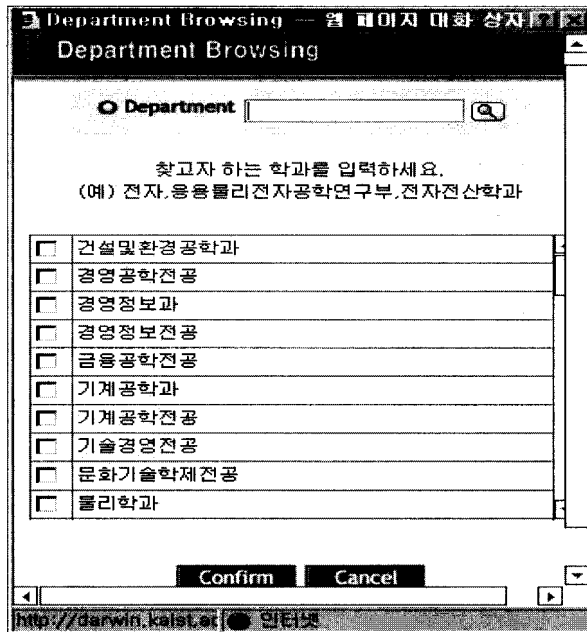 Department Browsing -- 웹 페이지 대화 상자
Department Browsing
Department
찾고자 하는 학과를 입력하세요.
(예) 전자,응용물리전자공학연구부,전자전산학과
건설및환경공학과
경영공학전공
경영정보과
경영정보전공
금융공학전공
기계공학과
기계공학전공
기술경영전공
문화기술학제전공
물리학과
Confirm Cancel
http://darwin.kaist.ac 인터넷